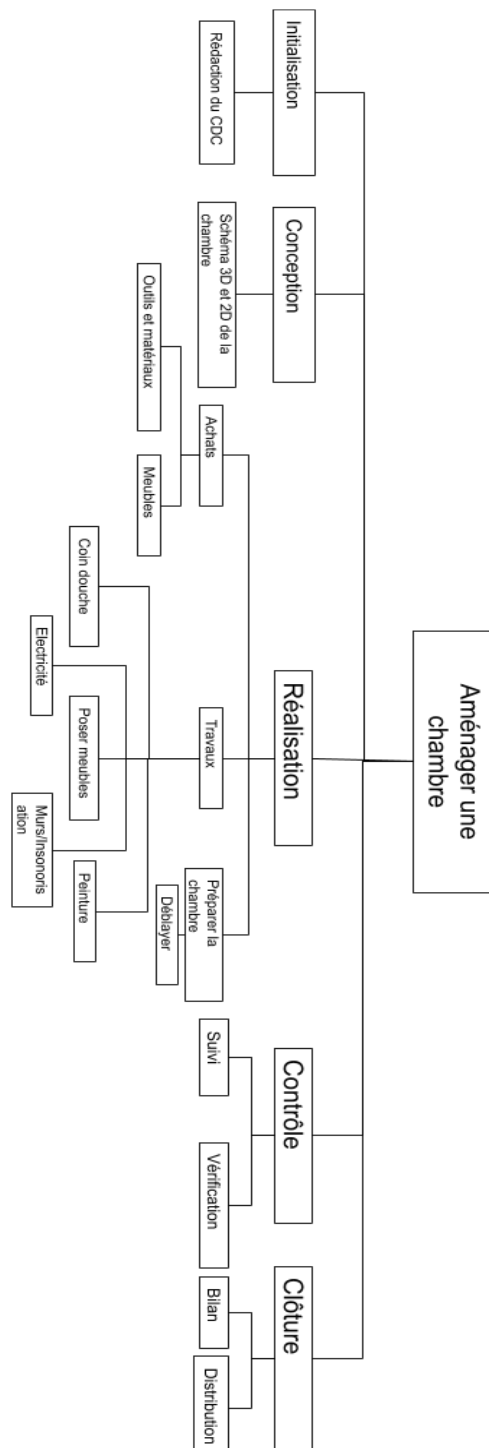 Aménager une
chambre
Initialisation
Conception
Réalisation
Contrôle
Clôture
Rédaction du CDC
Schéma 3D et 2D de la
chambre
Achats
Travaux
Préparer la
chambre
Suivi
Vérification
Bilan
Distribution
Outils et matériaux
Meubles
Déblayer
Coin douche
Poser meubles
Peinture
Electricité
Murs/Insonoris
ation